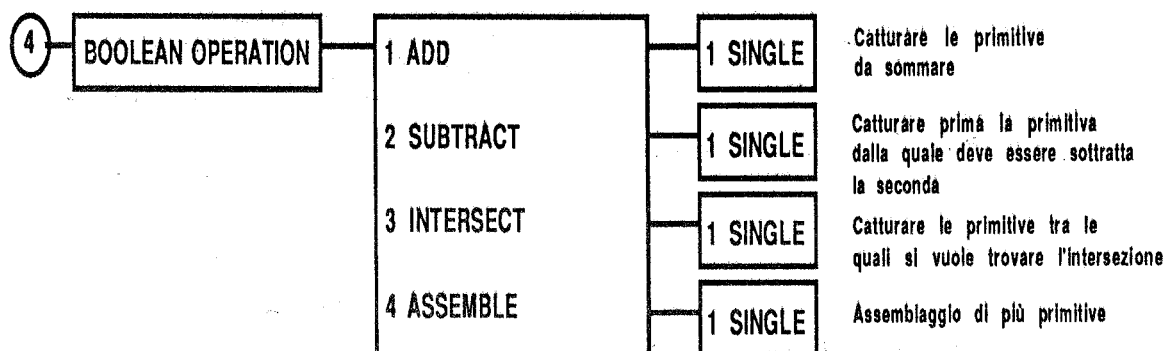 4
BOOLEAN OPERATION
1 ADD
1 SINGLE
Catturare le primitive
da sommare
2 SUBTRACT
1 SINGLE
Catturare prima la primitiva
dalla quale deve essere sottratta
la seconda
3 INTERSECT
1 SINGLE
Catturare le primitive tra le
quali si vuole trovare l'intersezione
4 ASSEMBLE
1 SINGLE
Assemblaggio di più primitive